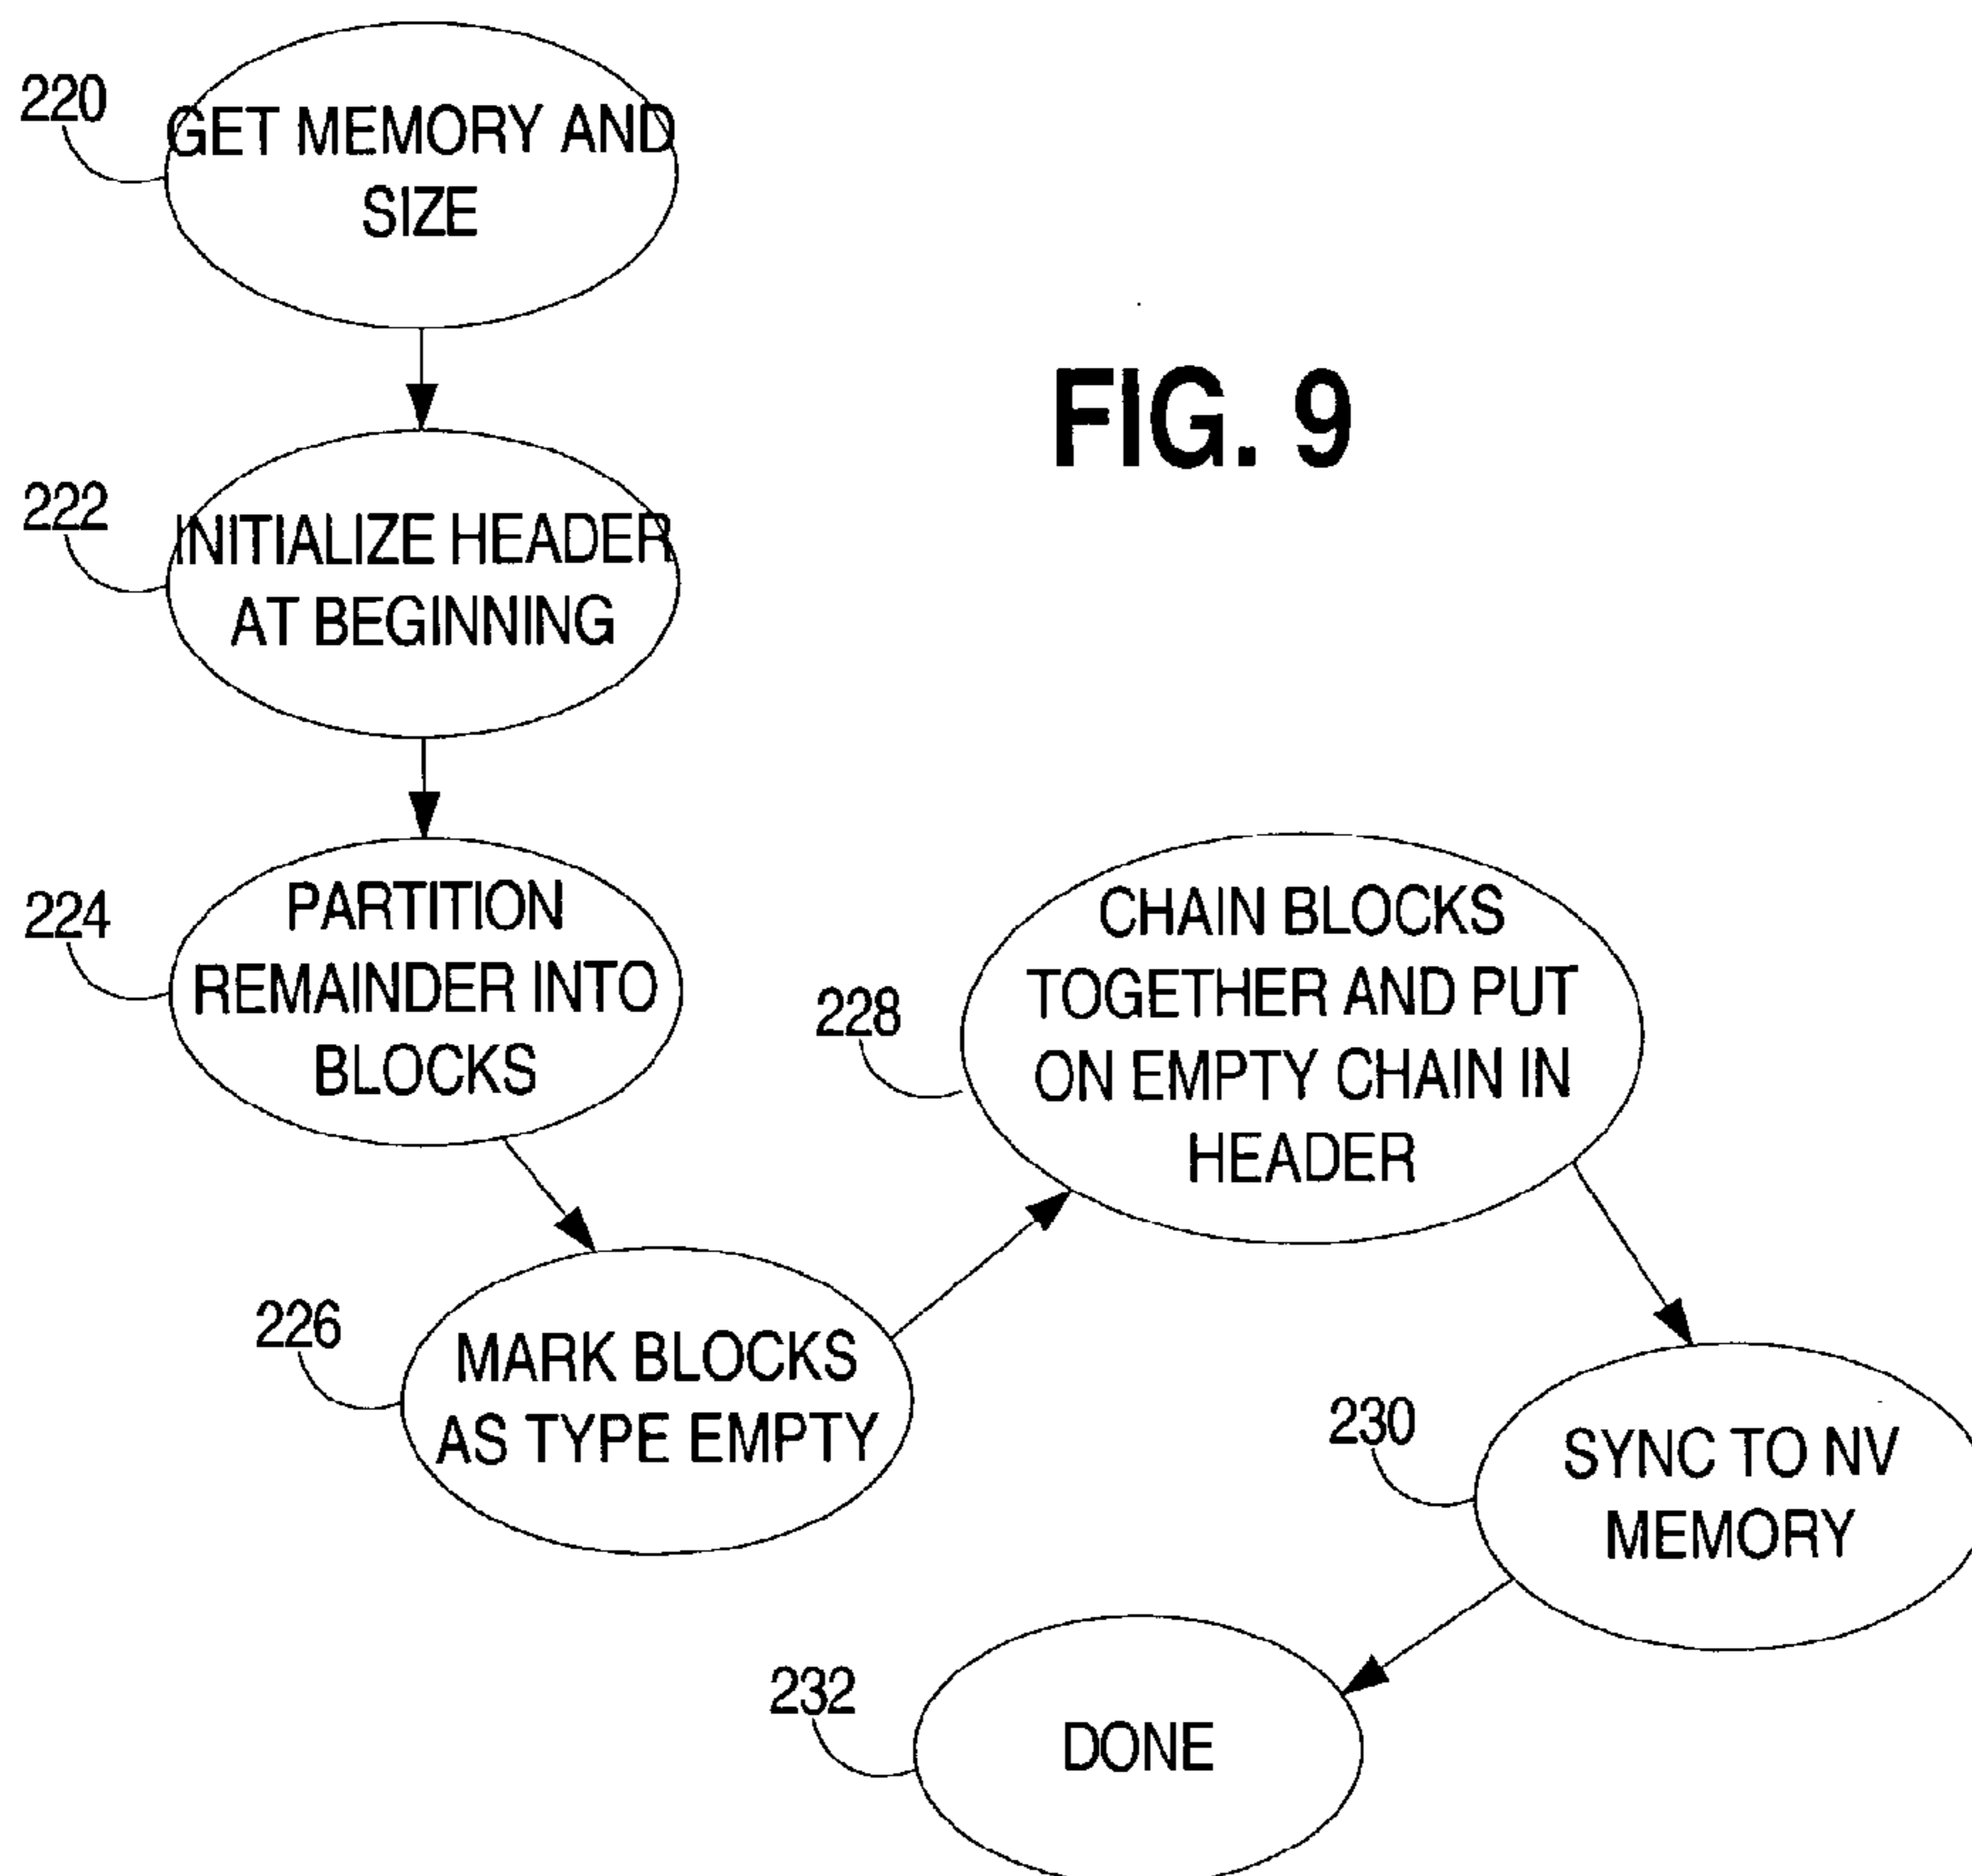 220
GET MEMORY AND
SIZE
FIG. 9
222
INITIALIZE HEADER
AT BEGINNING
224
PARTITION
REMAINDER INTO
BLOCKS
228
CHAIN BLOCKS
TOGETHER AND PUT
ON EMPTY CHAIN IN
HEADER
226
MARK BLOCKS
AS TYPE EMPTY
230
SYNC TO NV
MEMORY
232
DONE